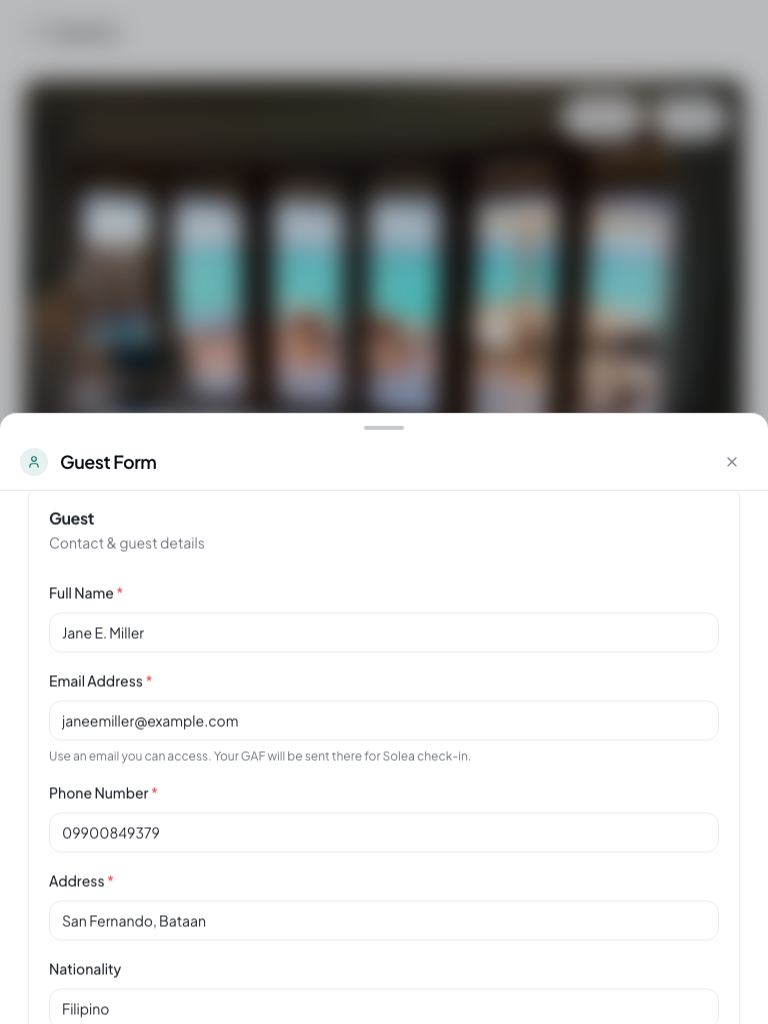 Guest Form
Guest
Contact & guest details
Full Name *
Jane E. Miller
Email Address *
janeemiller@example.com
Use an email you can access. Your GAF will be sent there for Solea check-in.
Phone Number *
09900849379
Address *
San Fernando, Bataan
Nationality
Filipino